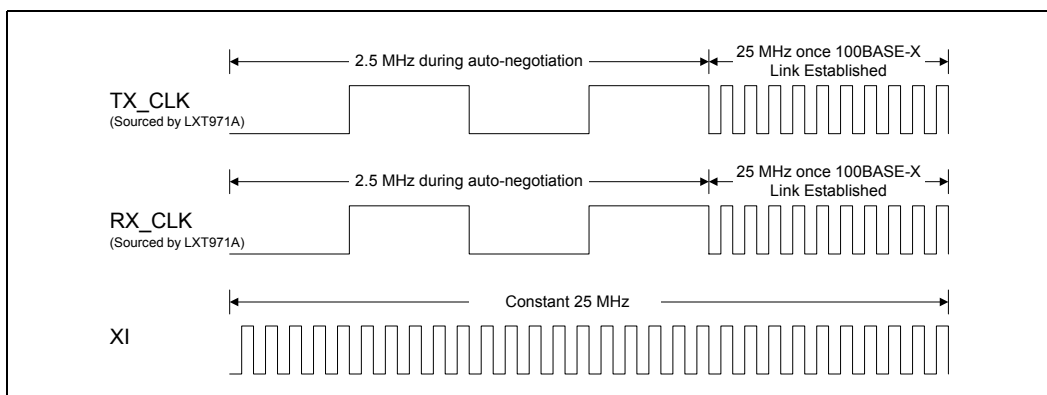 2.5 MHz during auto-negotiation
25 MHz once 100BASE-X
Link Established
TX_CLK
(Sourced by LXT971A)
2.5 MHz during auto-negotiation
25 MHz once 100BASE-X
Link Established
RX_CLK
(Sourced by LXT971A)
Constant 25 MHz
XI